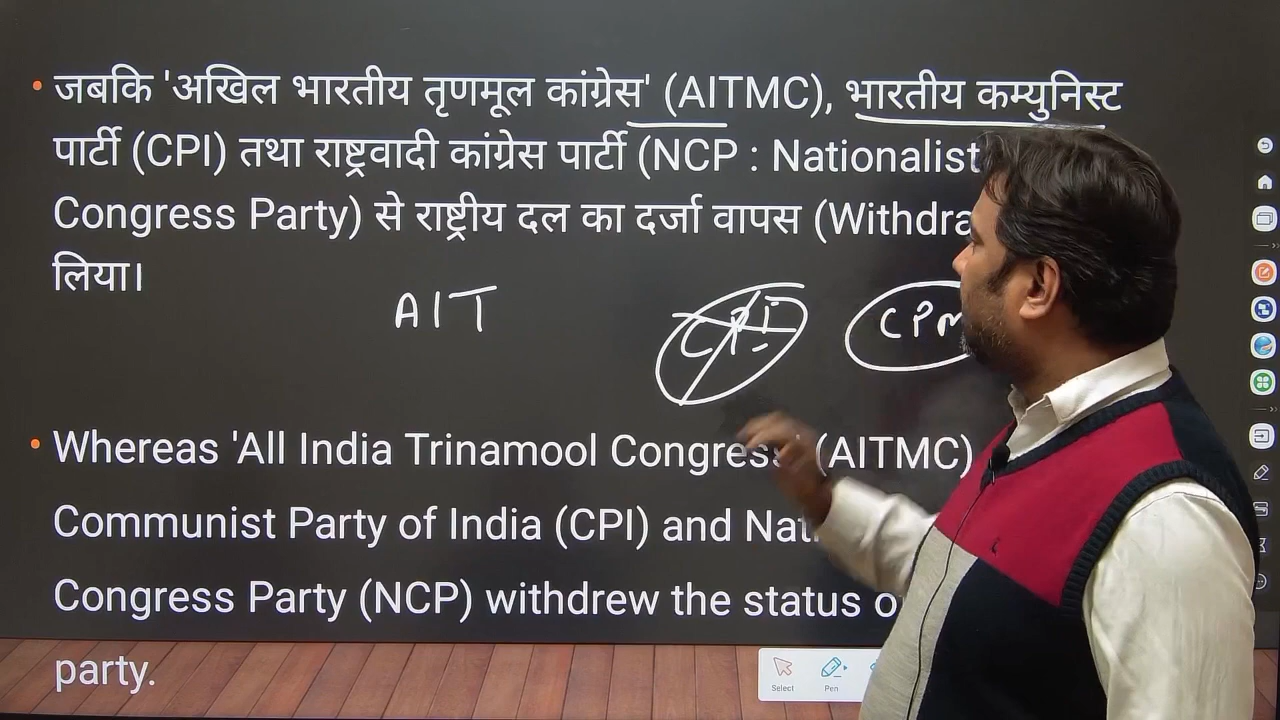 • जबकि 'अखिल भारतीय तृणमूल कांग्रेस' (AITMC), भारतीय कम्युनिस्ट
पार्टी (CPI) तथा राष्ट्रवादी कांग्रेस पार्टी (NCP : Nationalist
Congress Party) से राष्ट्रीय दल का दर्जा वापस (Withdra
लिया।
AIT CPI CPM
• Whereas 'All India Trinamool Congress' (AITMC)
Communist Party of India (CPI) and Nat
Congress Party (NCP) withdrew the status o
party.
Select Pen